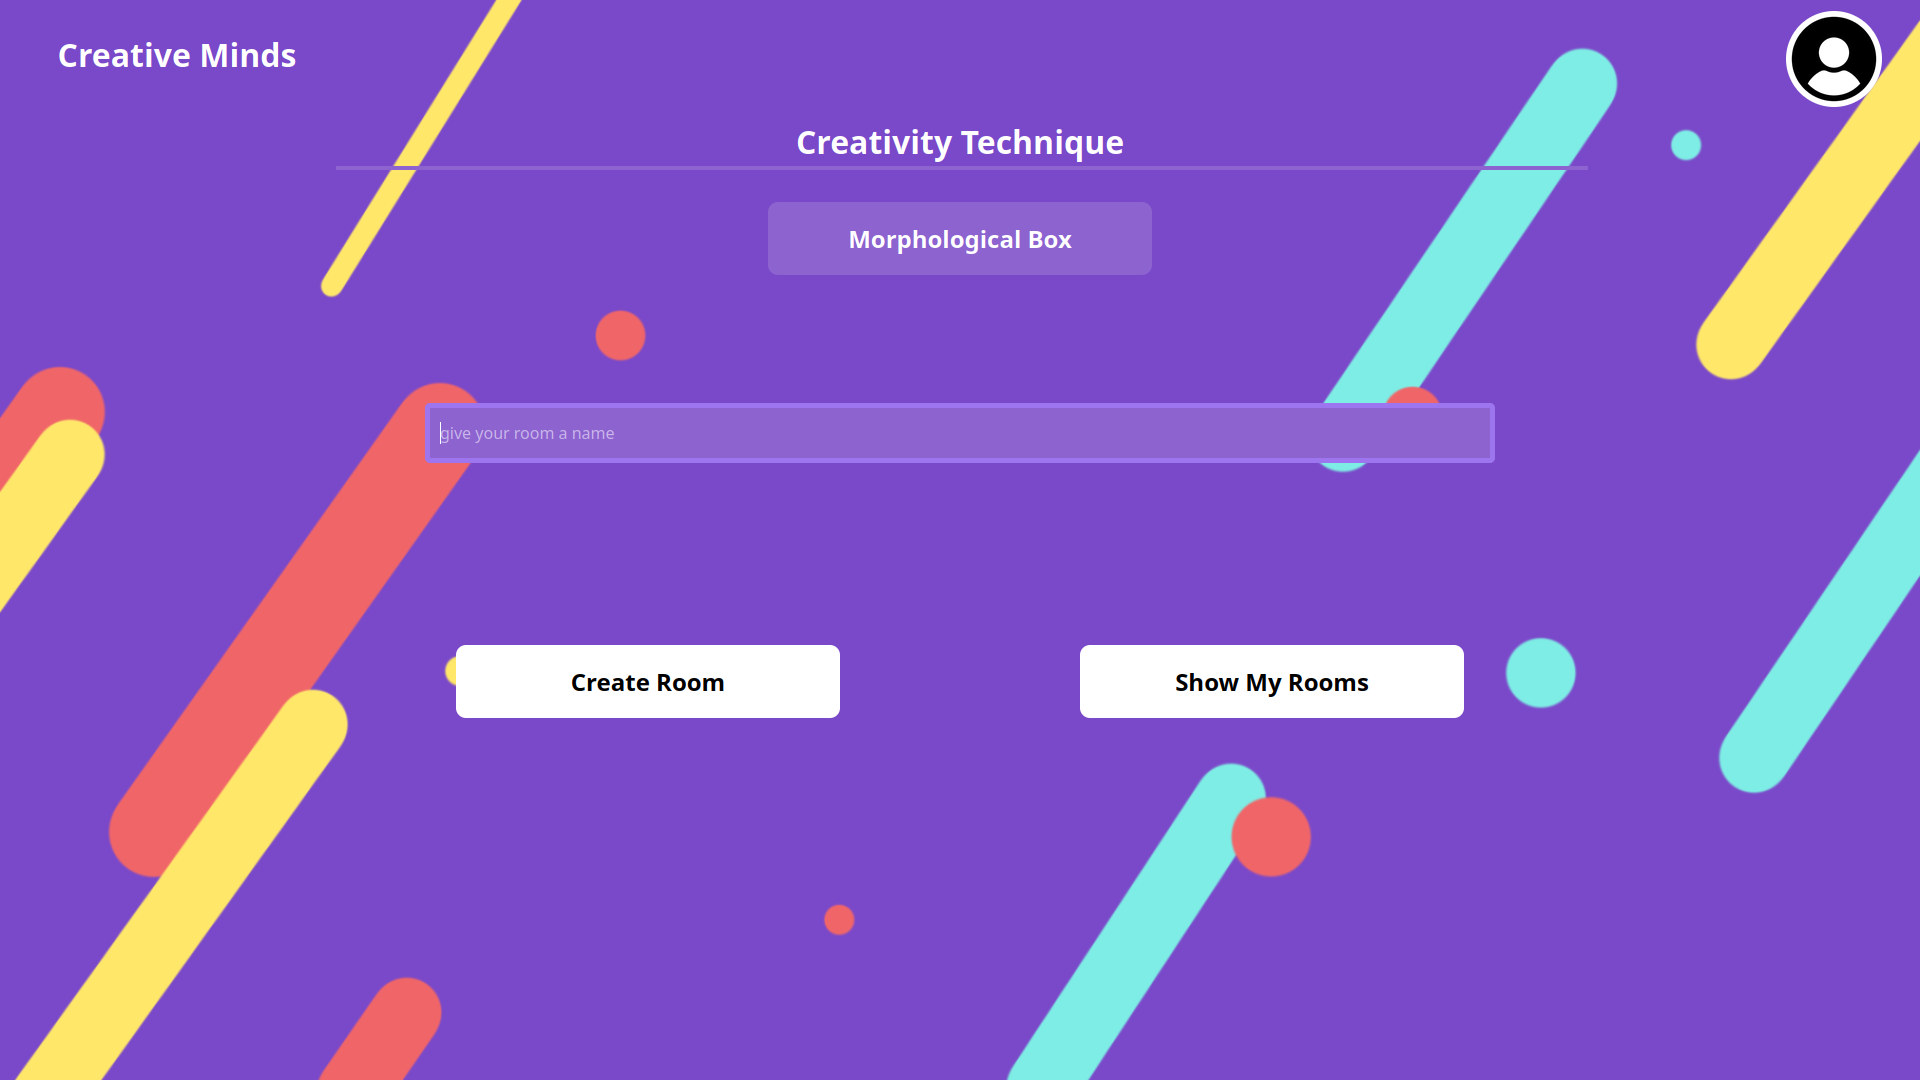 Creative Minds
Creativity Technique
Morphological Box
give your room a name
Create Room
Show My Rooms